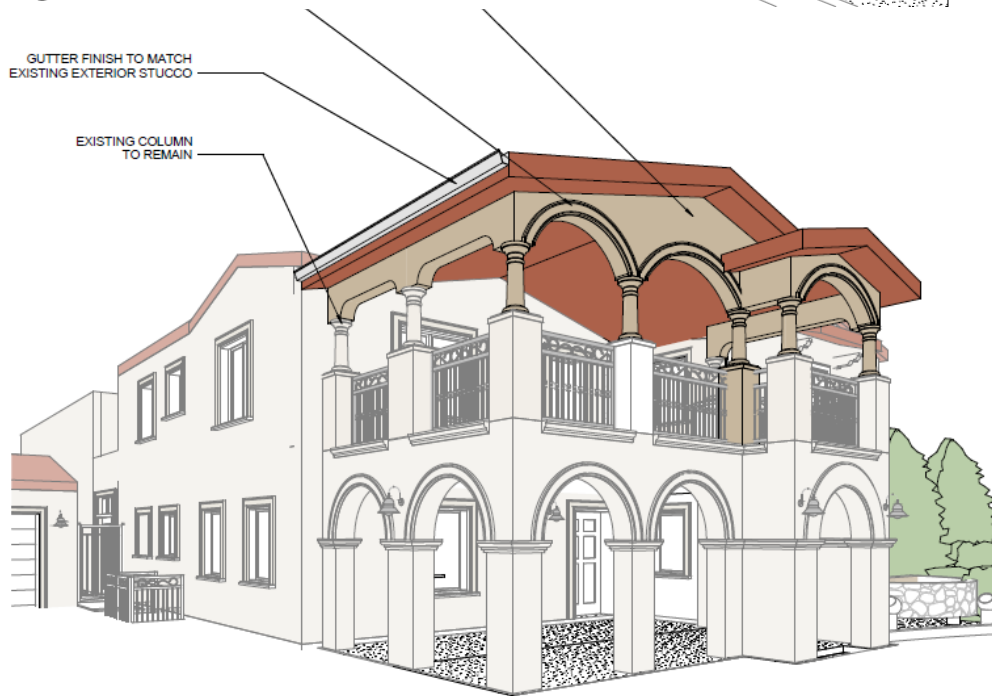 GUTTER FINISH TO MATCH
EXISTING EXTERIOR STUCCO
EXISTING COLUMN
TO REMAIN